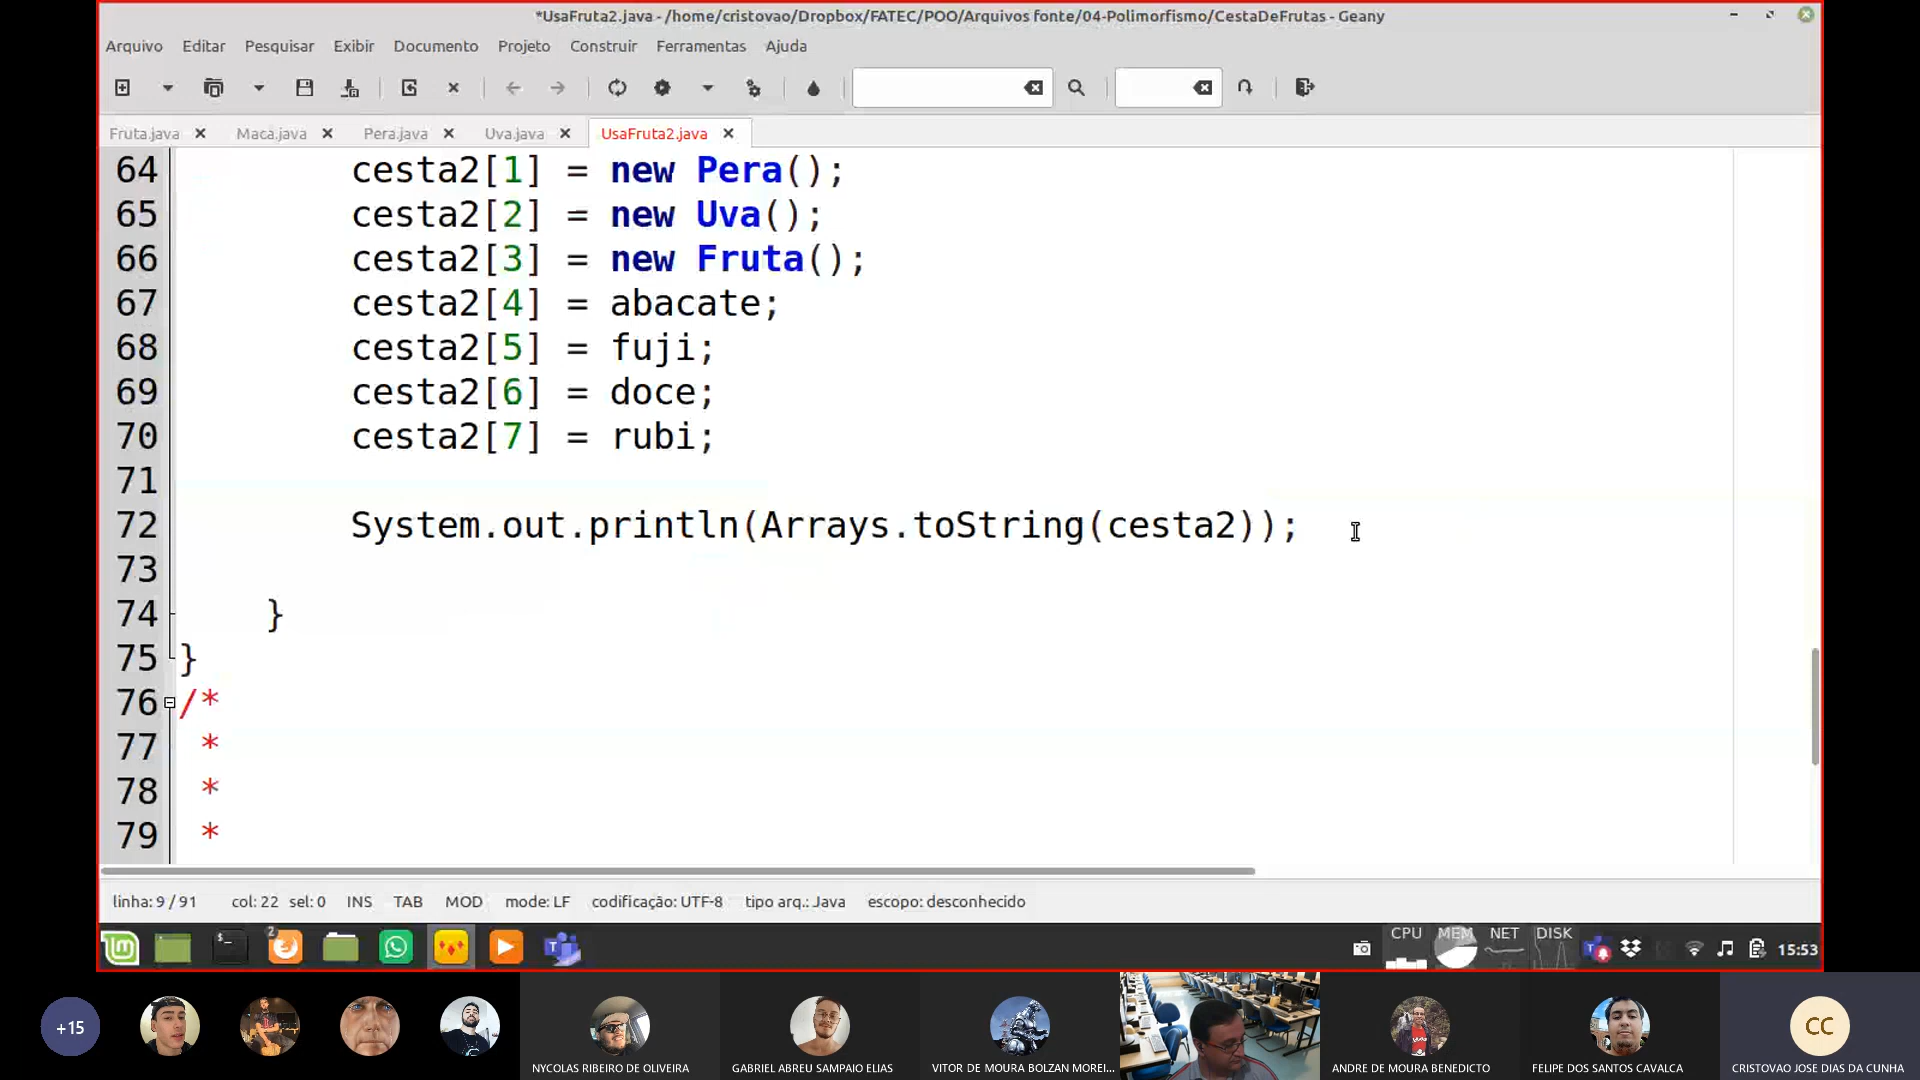 *UsaFruta2.java - /home/cristovao/Dropbox/FATEC/POO/Arquivos fonte/04-Polimorfismo/CestaDeFrutas - Geany
Arquivo Editar Pesquisar Exibir Documento Projeto Construir Ferramentas Ajuda
Fruta.java Maca.java Pera.java Uva.java UsaFruta2.java
64 cesta2[1] = new Pera();
65 cesta2[2] = new Uva();
66 cesta2[3] = new Fruta();
67 cesta2[4] = abacate;
68 cesta2[5] = fuji;
69 cesta2[6] = doce;
70 cesta2[7] = rubi;
71
72 System.out.println(Arrays.toString(cesta2));
73
74 }
75 }
76 /*
77 *
78 *
79 *
linha: 9 / 91 col: 22 sel: 0 INS TAB MOD mode: LF codificação: UTF-8 tipo arq.: Java escopo: desconhecido
2 CPU MEM NET DISK 15:53
+15 CC
NYCOLAS RIBEIRO DE OLIVEIRA GABRIEL ABREU SAMPAIO ELIAS VITOR DE MOURA BOLZAN MOREI... ANDRE DE MOURA BENEDICTO FELIPE DOS SANTOS CAVALCA CRISTOVAO JOSE DIAS DA CUNHA